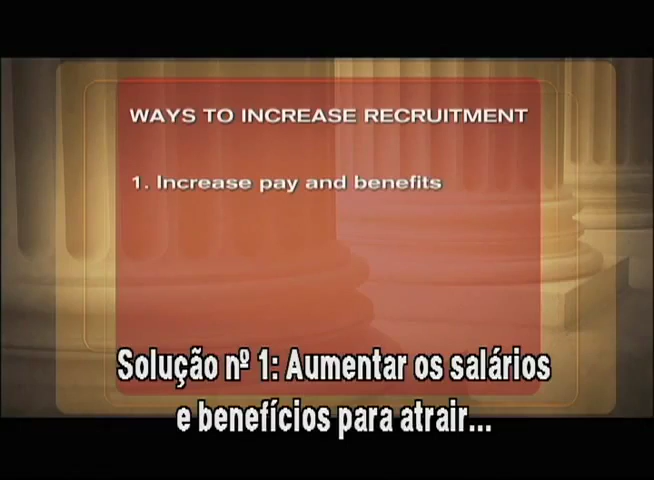 WAYS TO INCREASE RECRUITMENT
1. Increase pay and benefits
Solução nº 1: Aumentar os salários
e benefícios para atrair...